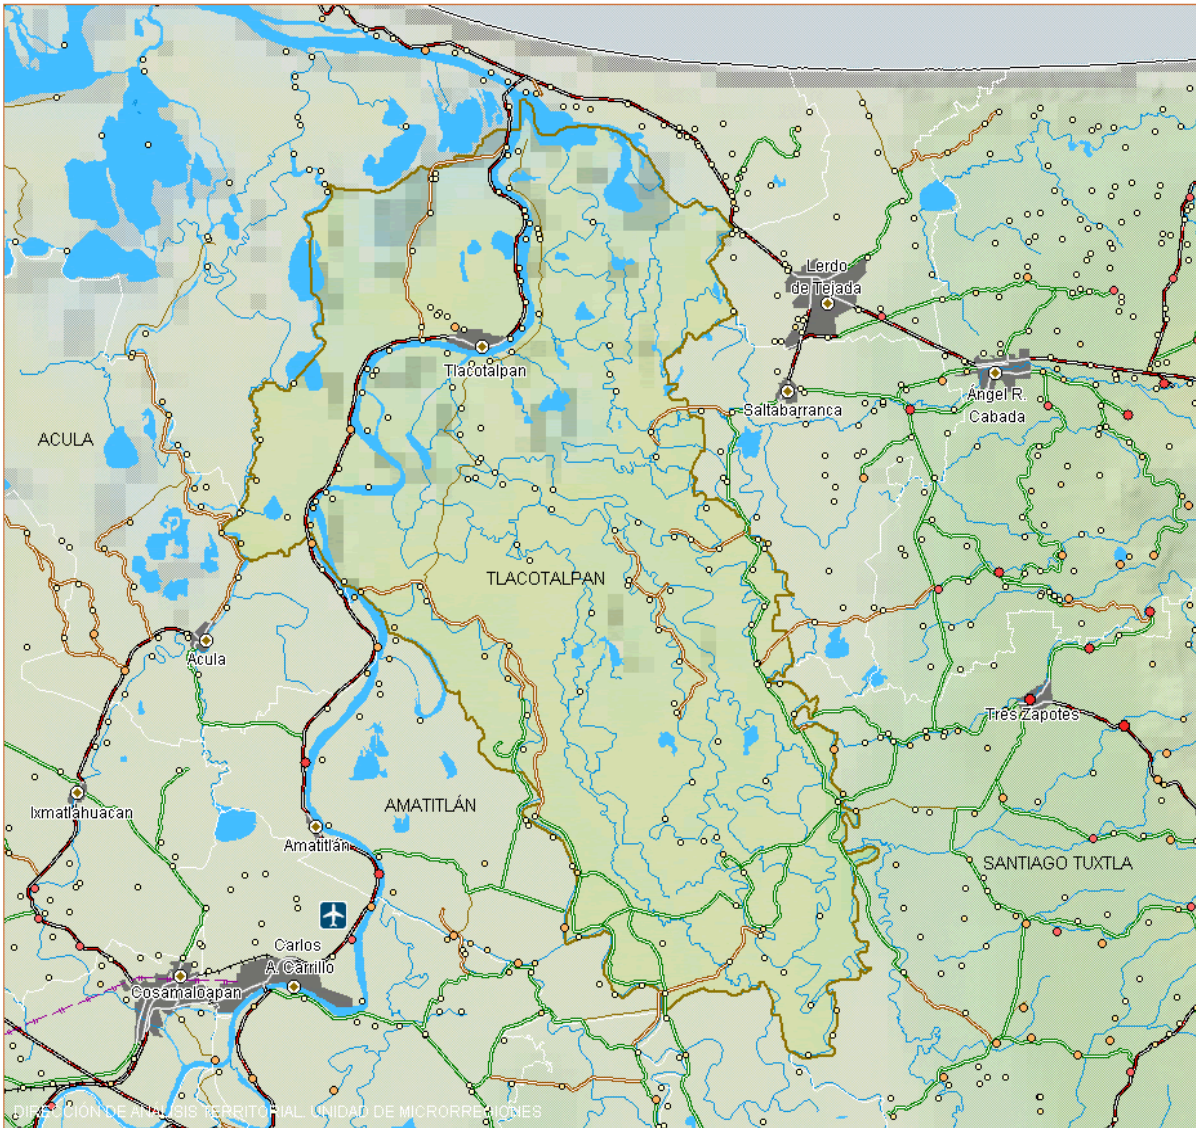 Lerdo
de Tejada
Tlacotalpan
Ángel R.
Cabada
Saltabarranca
ACULA
TLACOTALPAN
Acula
Tres Zapotes
Ixmatlahuacan
AMATITLÁN
Amatitlán
SANTIAGO TUXTLA
Carlos
A. Carrillo
Cosamaloapan
DIRECCIÓN DE ANÁLISIS TERRITORIAL. UNIDAD DE MICRORREGIONES